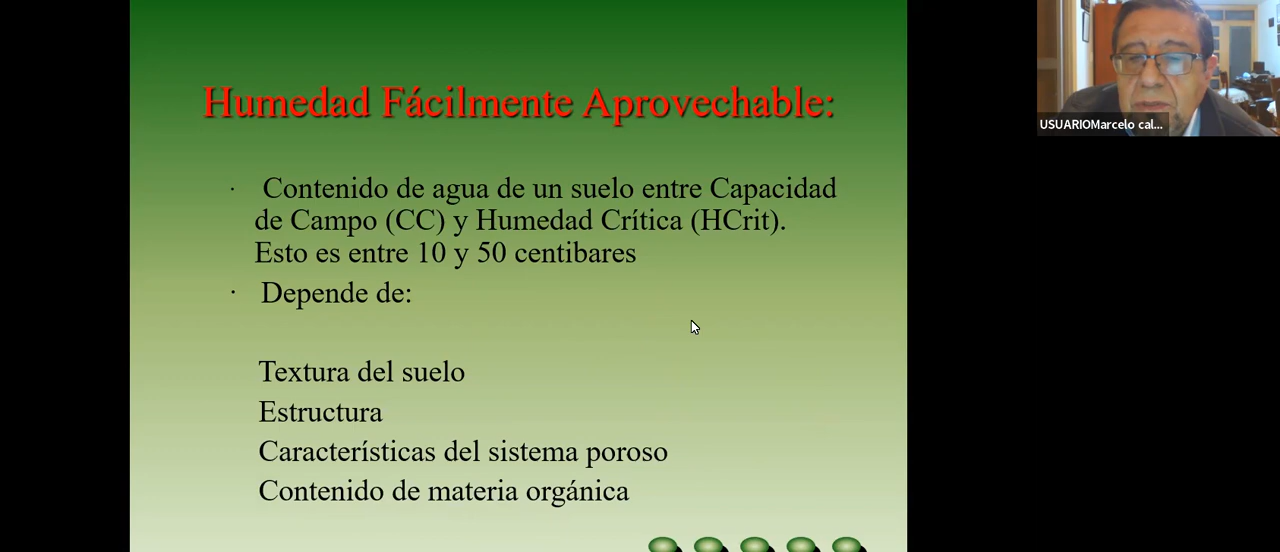 Humedad Fácilmente Aprovechable:
· Contenido de agua de un suelo entre Capacidad
de Campo (CC) y Humedad Crítica (HCrit).
Esto es entre 10 y 50 centibares
· Depende de:
Textura del suelo
Estructura
Características del sistema poroso
Contenido de materia orgánica
USUARIOMarcelo cal...